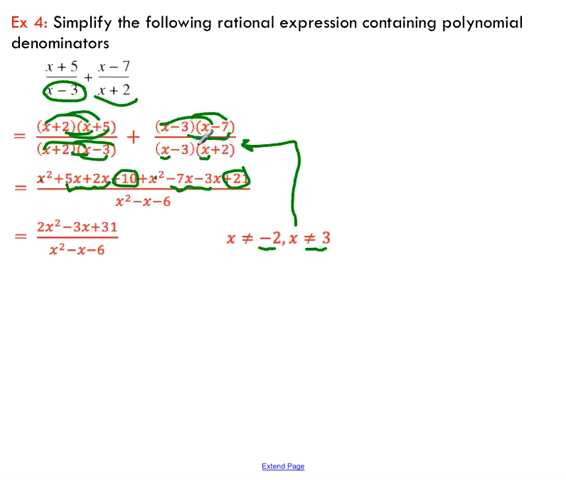 Ex 4: Simplify the following rational expression containing polynomial
denominators
x + 5 / x − 3 + x − 7 / x + 2
= (x+2)(x+5) / (x+2)(x−3) + (x−3)(x−7) / (x−3)(x+2)
= x²+5x+2x+10+x²−7x−3x+21 / x²−x−6
= 2x²−3x+31 / x²−x−6    x ≠ −2, x ≠ 3
Extend Page